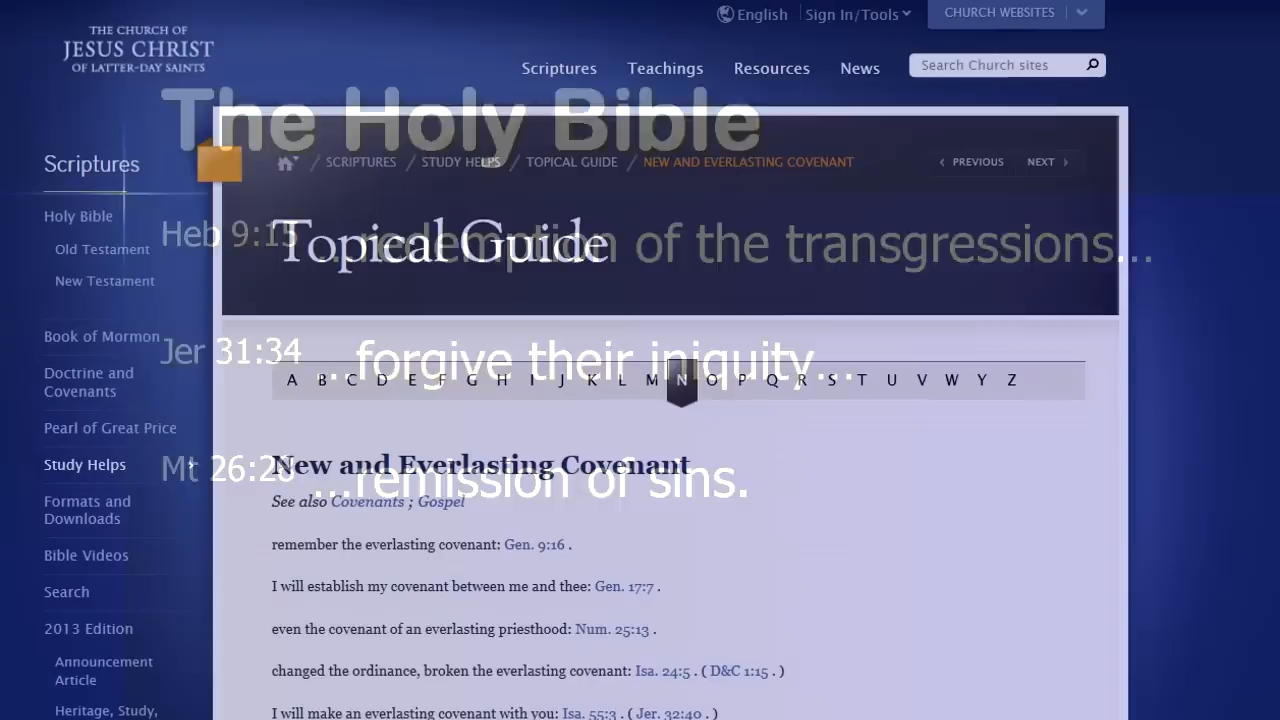 THE CHURCH OF
JESUS CHRIST
OF LATTER-DAY SAINTS
English
Sign In/Tools
CHURCH WEBSITES
Scriptures
Teachings
Resources
News
Search Church sites
The Holy Bible
SCRIPTURES / STUDY HELPS / TOPICAL GUIDE / NEW AND EVERLASTING COVENANT
PREVIOUS
NEXT
Topical Guide
Heb 9:15 ...redemption of the transgressions...
Jer 31:34 ...forgive their iniquity...
Mt 26:28 ...remission of sins.
Scriptures
Holy Bible
Old Testament
New Testament
Book of Mormon
Doctrine and
Covenants
Pearl of Great Price
Study Helps
Formats and
Downloads
Bible Videos
Search
2013 Edition
Announcement
Article
Heritage, Study,
A B C D E F G H I J K L M N O P Q R S T U V W Y Z
New and Everlasting Covenant
See also Covenants ; Gospel
remember the everlasting covenant: Gen. 9:16 .
I will establish my covenant between me and thee: Gen. 17:7 .
even the covenant of an everlasting priesthood: Num. 25:13 .
changed the ordinance, broken the everlasting covenant: Isa. 24:5 . ( D&C 1:15 . )
I will make an everlasting covenant with you: Isa. 55:3 . ( Jer. 32:40 . )